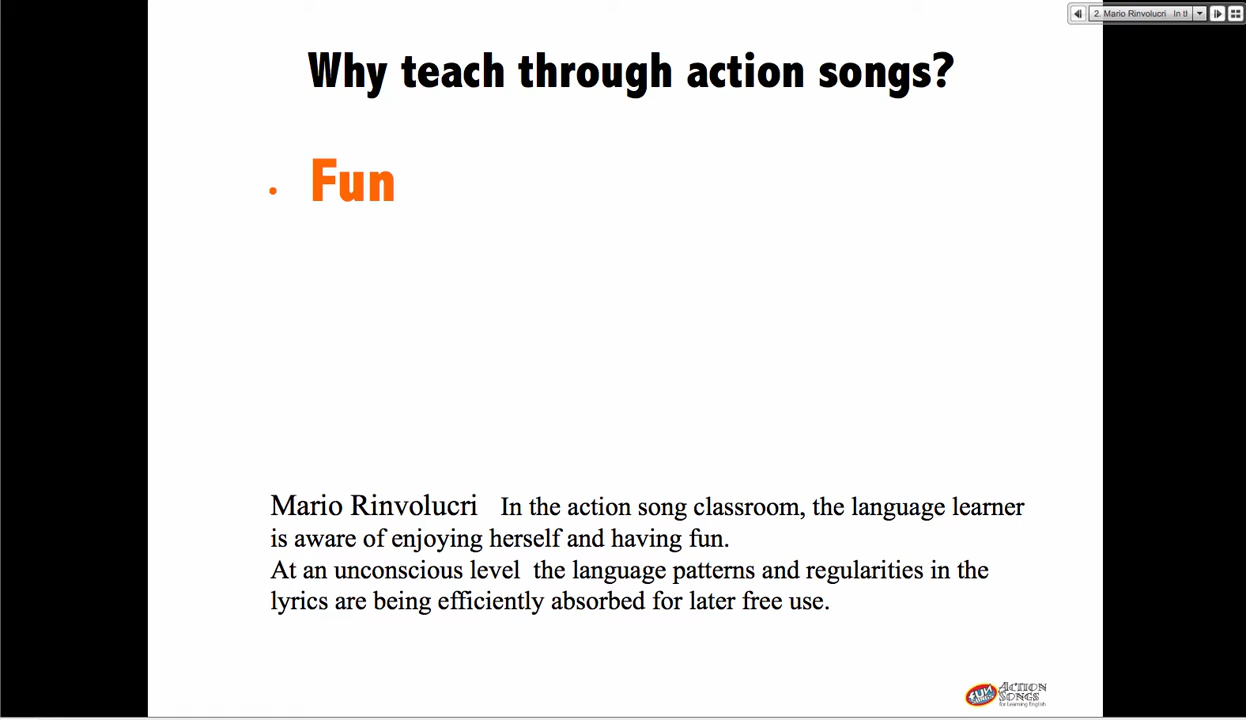 2. Mario Rinvolucri In tl
Why teach through action songs?
• Fun
Mario Rinvolucri In the action song classroom, the language learner
is aware of enjoying herself and having fun.
At an unconscious level the language patterns and regularities in the
lyrics are being efficiently absorbed for later free use.
FUN
ACTION
SONGS
for Learning English